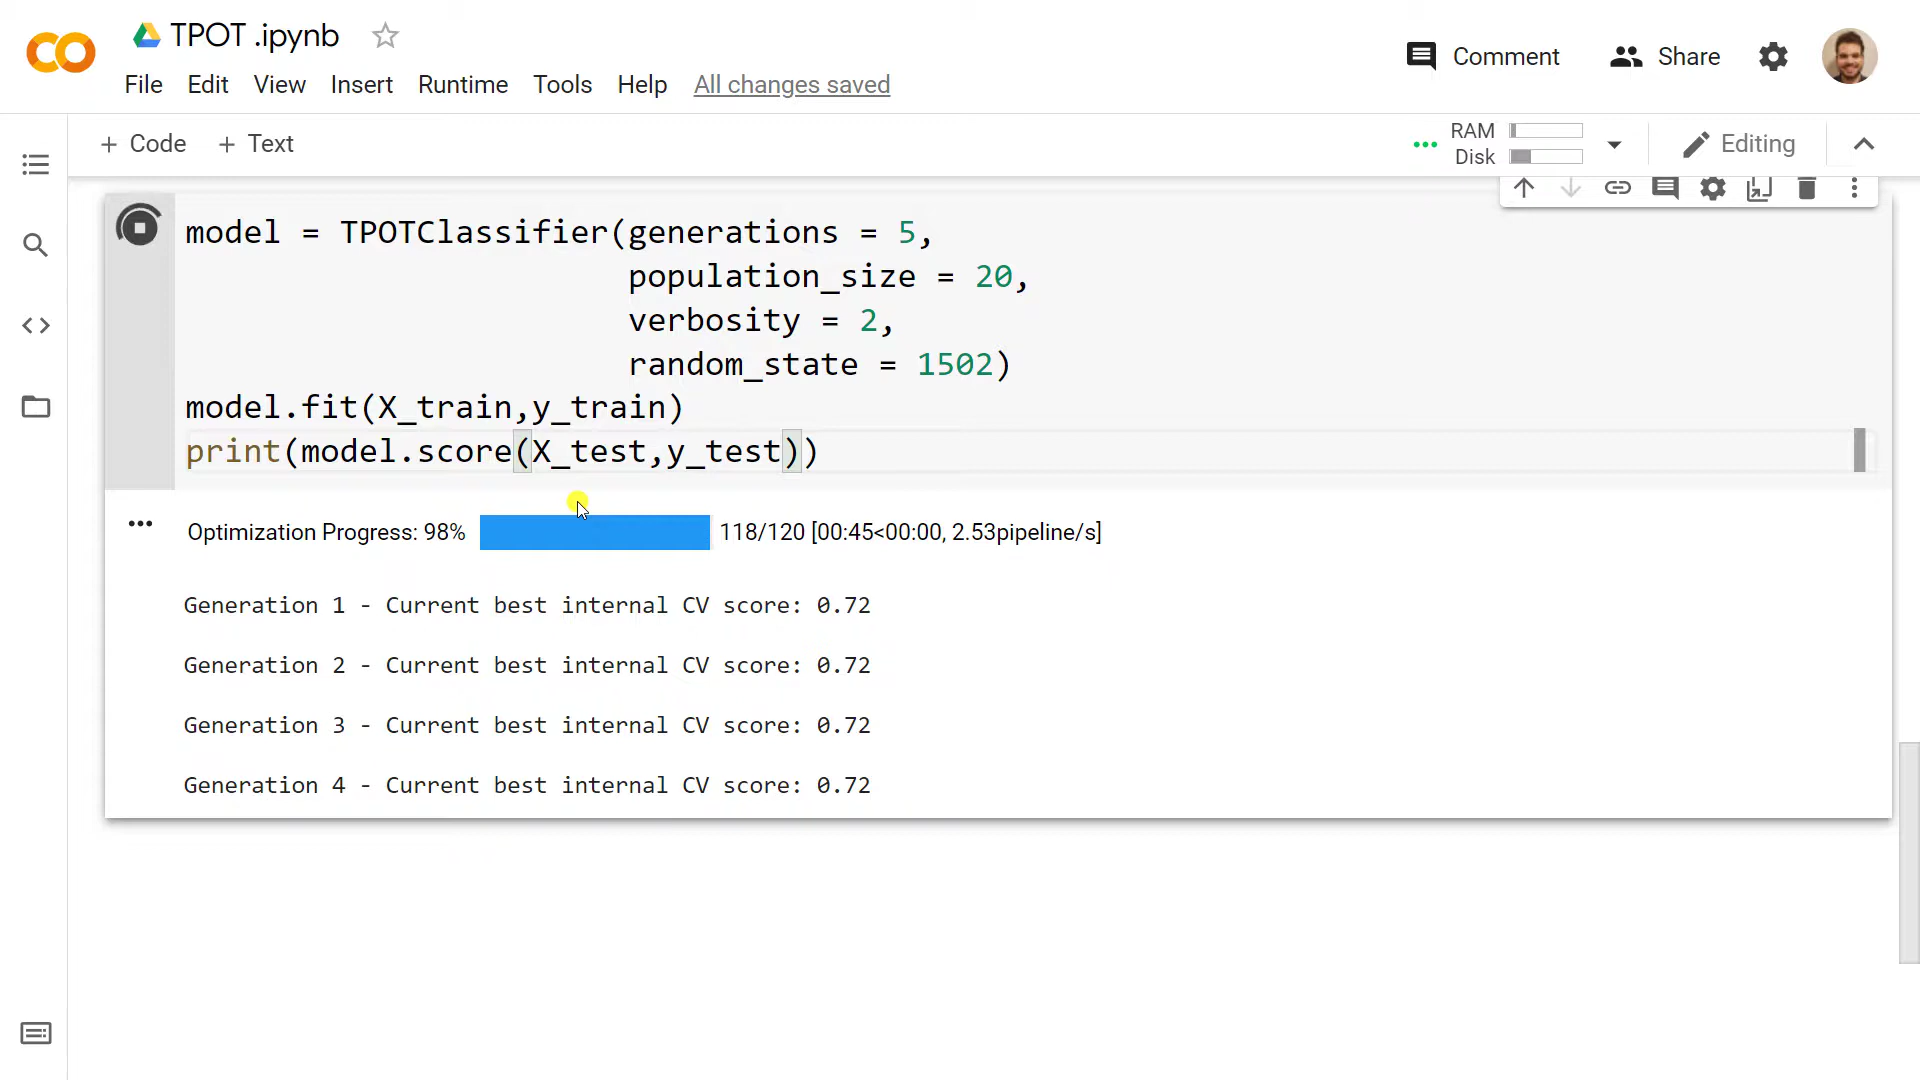 TPOT .ipynb
File Edit View Insert Runtime Tools Help All changes saved
Comment Share
+ Code + Text
RAM
Disk
Editing
model = TPOTClassifier(generations = 5,
population_size = 20,
verbosity = 2,
random_state = 1502)
model.fit(X_train,y_train)
print(model.score(X_test,y_test))
Optimization Progress: 98% 118/120 [00:45<00:00, 2.53pipeline/s]
Generation 1 - Current best internal CV score: 0.72
Generation 2 - Current best internal CV score: 0.72
Generation 3 - Current best internal CV score: 0.72
Generation 4 - Current best internal CV score: 0.72